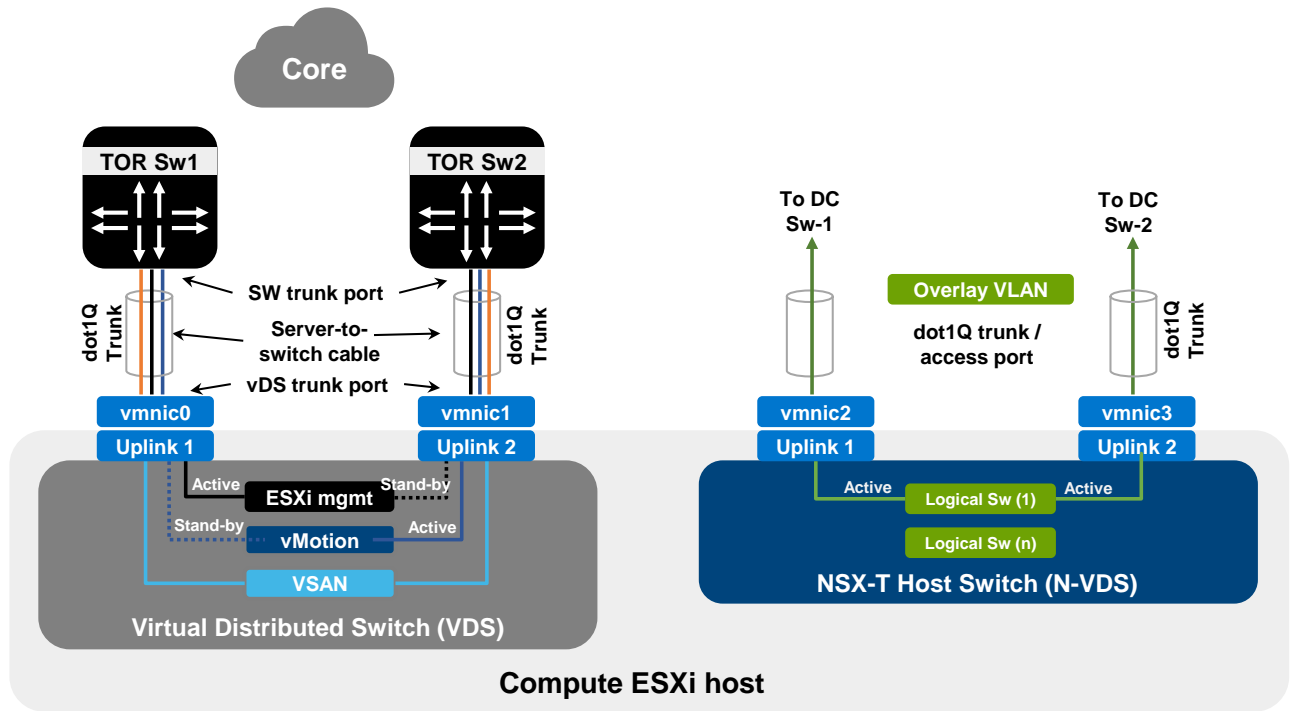 Core
TOR Sw1
TOR Sw2
To DC
Sw-1
To DC
Sw-2
SW trunk port
Overlay VLAN
dot1Q
Trunk
Server-to-
switch cable
dot1Q
Trunk
dot1Q trunk /
access port
dot1Q
Trunk
vDS trunk port
vmnic0
vmnic1
vmnic2
vmnic3
Uplink 1
Uplink 2
Uplink 1
Uplink 2
Active
ESXi mgmt
Stand-by
Active
Logical Sw (1)
Active
Stand-by
vMotion
Active
Logical Sw (n)
VSAN
NSX-T Host Switch (N-VDS)
Virtual Distributed Switch (VDS)
Compute ESXi host